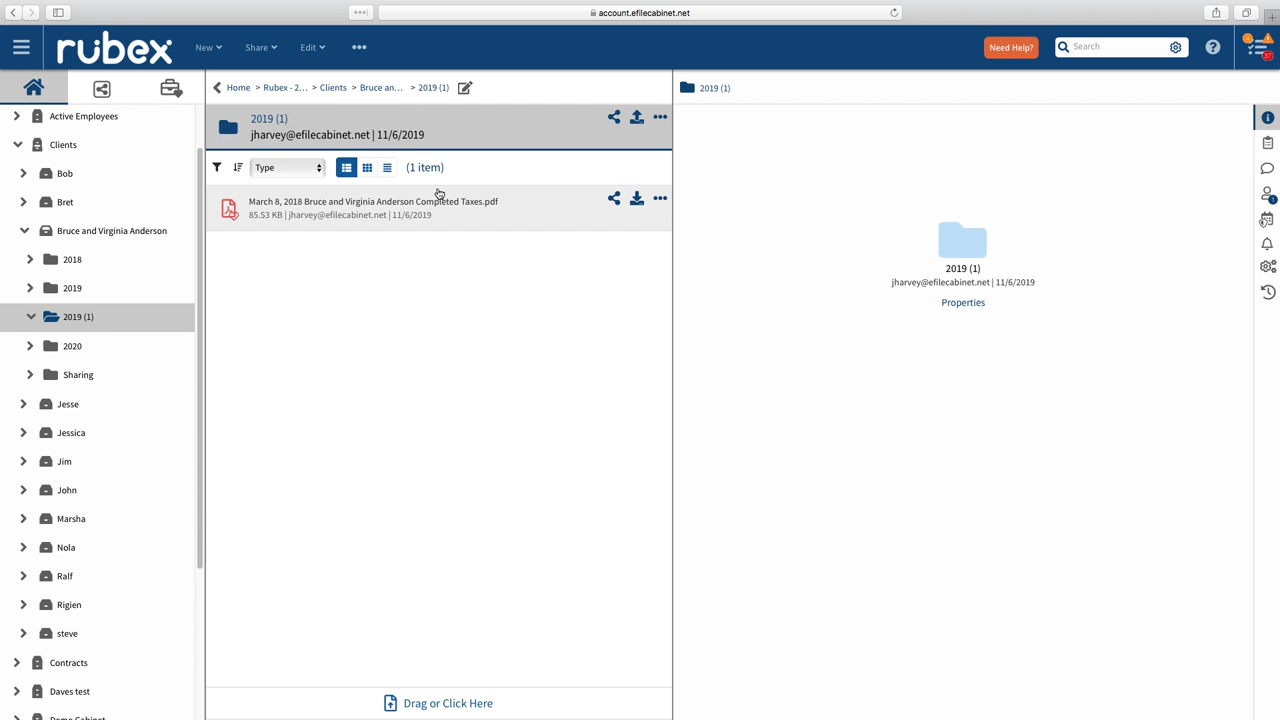 account.efilecabinet.net
rubex
New
Share
Edit
Need Help?
Search
?
!
37
Home > Rubex - 2... > Clients > Bruce an... > 2019 (1)
2019 (1)
jharvey@efilecabinet.net | 11/6/2019
Type
(1 item)
March 8, 2018 Bruce and Virginia Anderson Completed Taxes.pdf
85.53 KB | jharvey@efilecabinet.net | 11/6/2019
Drag or Click Here
Active Employees
Clients
Bob
Bret
Bruce and Virginia Anderson
2018
2019
2019 (1)
2020
Sharing
Jesse
Jessica
Jim
John
Marsha
Nola
Ralf
Rigien
steve
Contracts
Daves test
Demo Cabinet
2019 (1)
2019 (1)
jharvey@efilecabinet.net | 11/6/2019
Properties
1